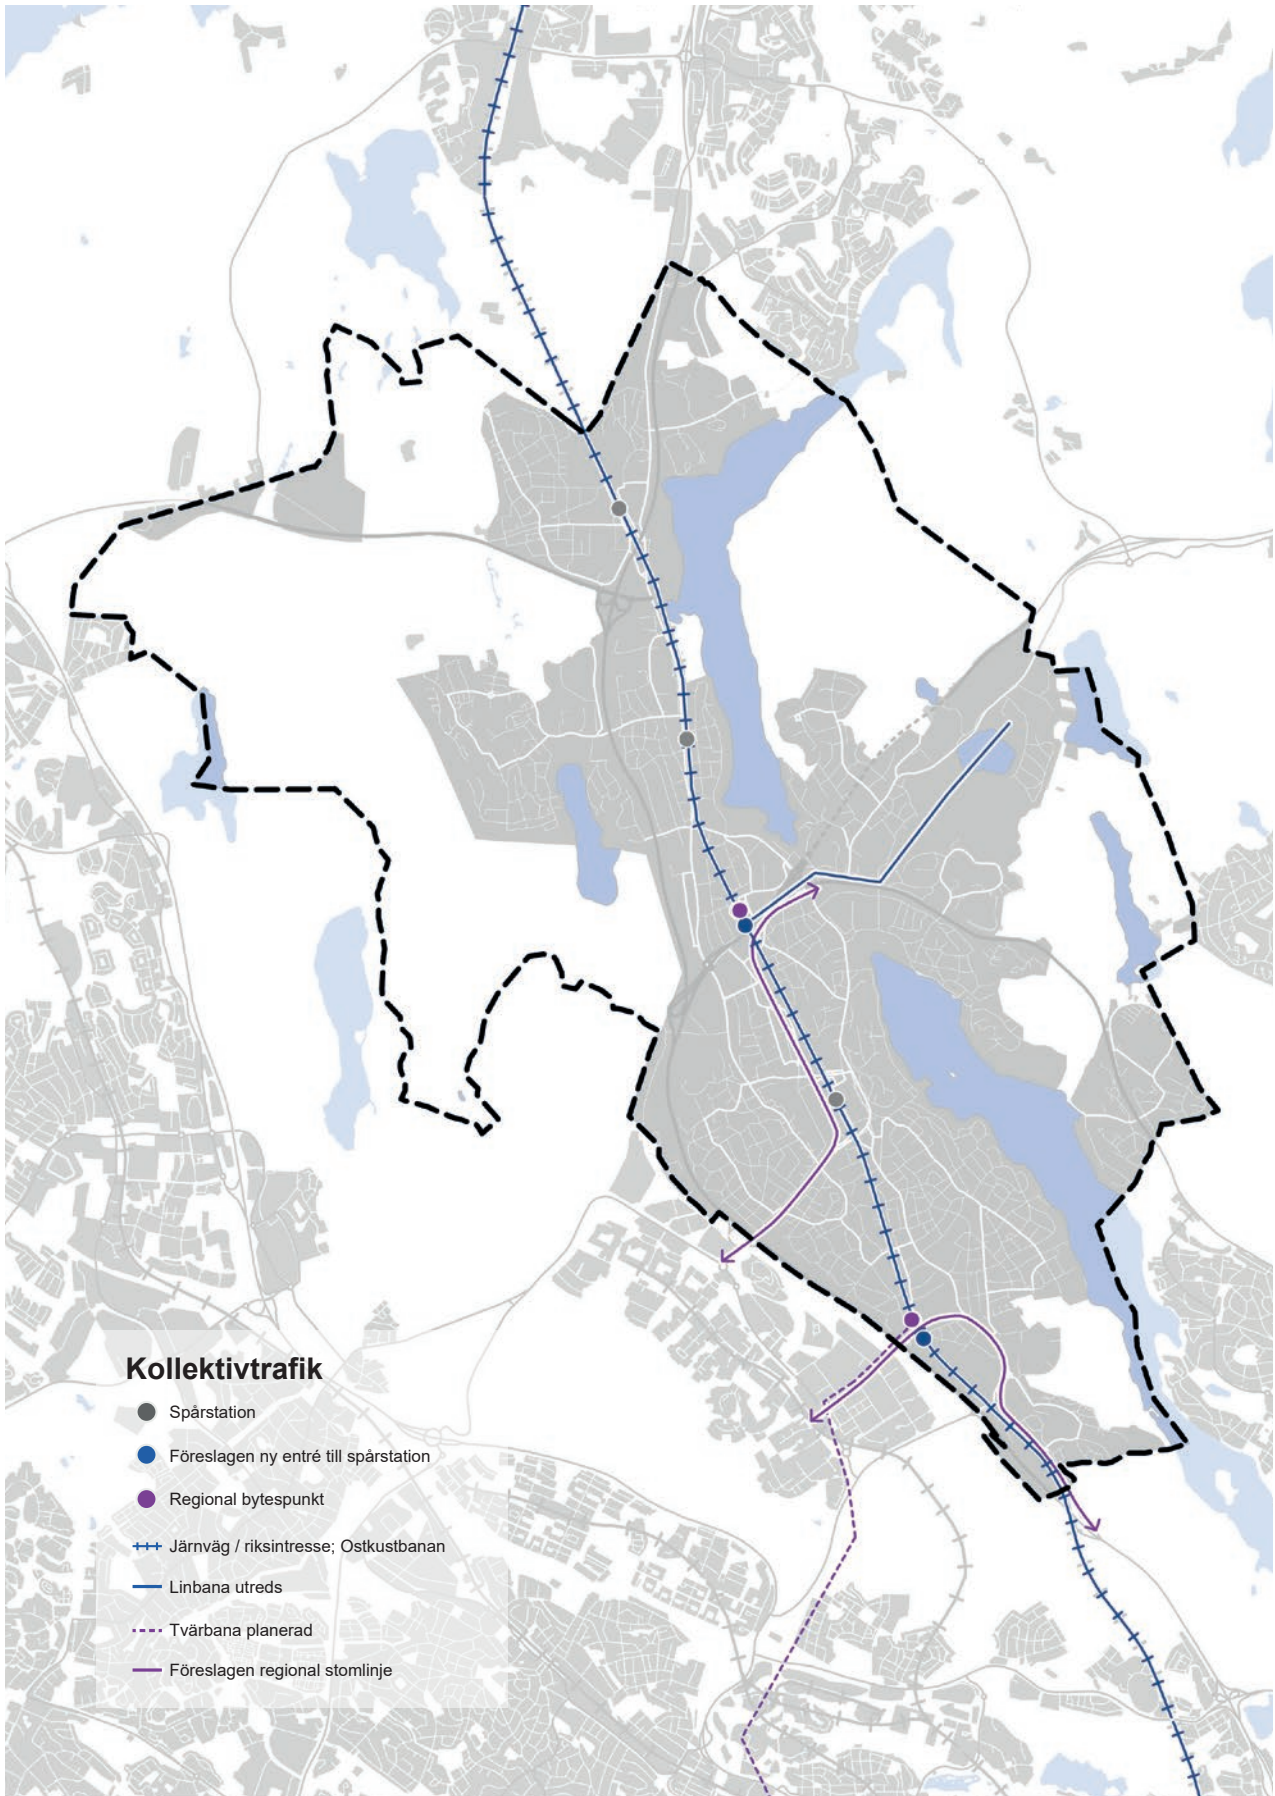 Kollektivtrafik
Spårstation
Föreslagen ny entré till spårstation
Regional bytespunkt
Järnväg / riksintresse; Ostkustbanan
Linbana utreds
Tvärbana planerad
Föreslagen regional stomlinje